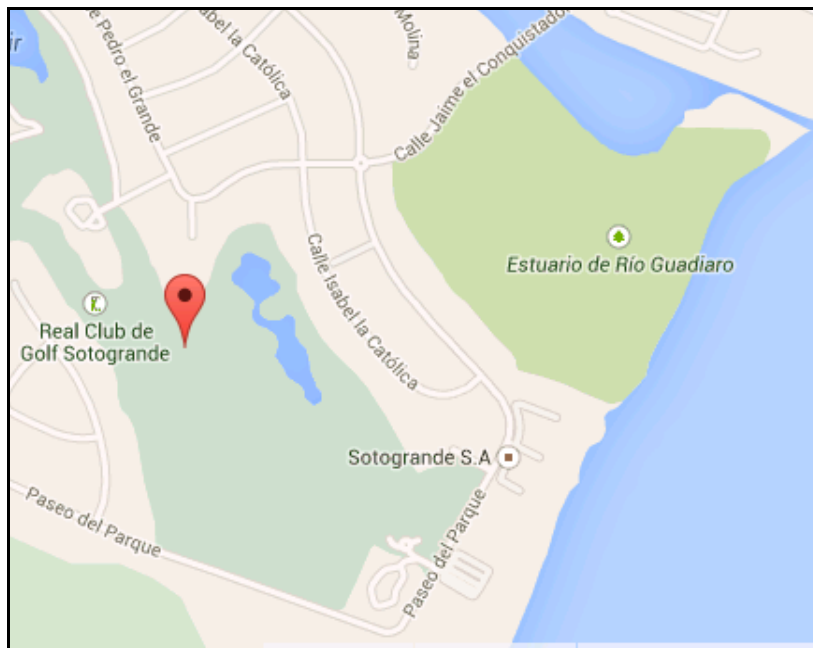 Molina
Isabel la Católica
Pedro el Grande
Calle Jaime el Conquistador
Estuario de Río Guadiaro
Calle Isabel la Católica
Real Club de
Golf Sotogrande
Sotogrande S.A
Paseo del Parque
Paseo del Parque